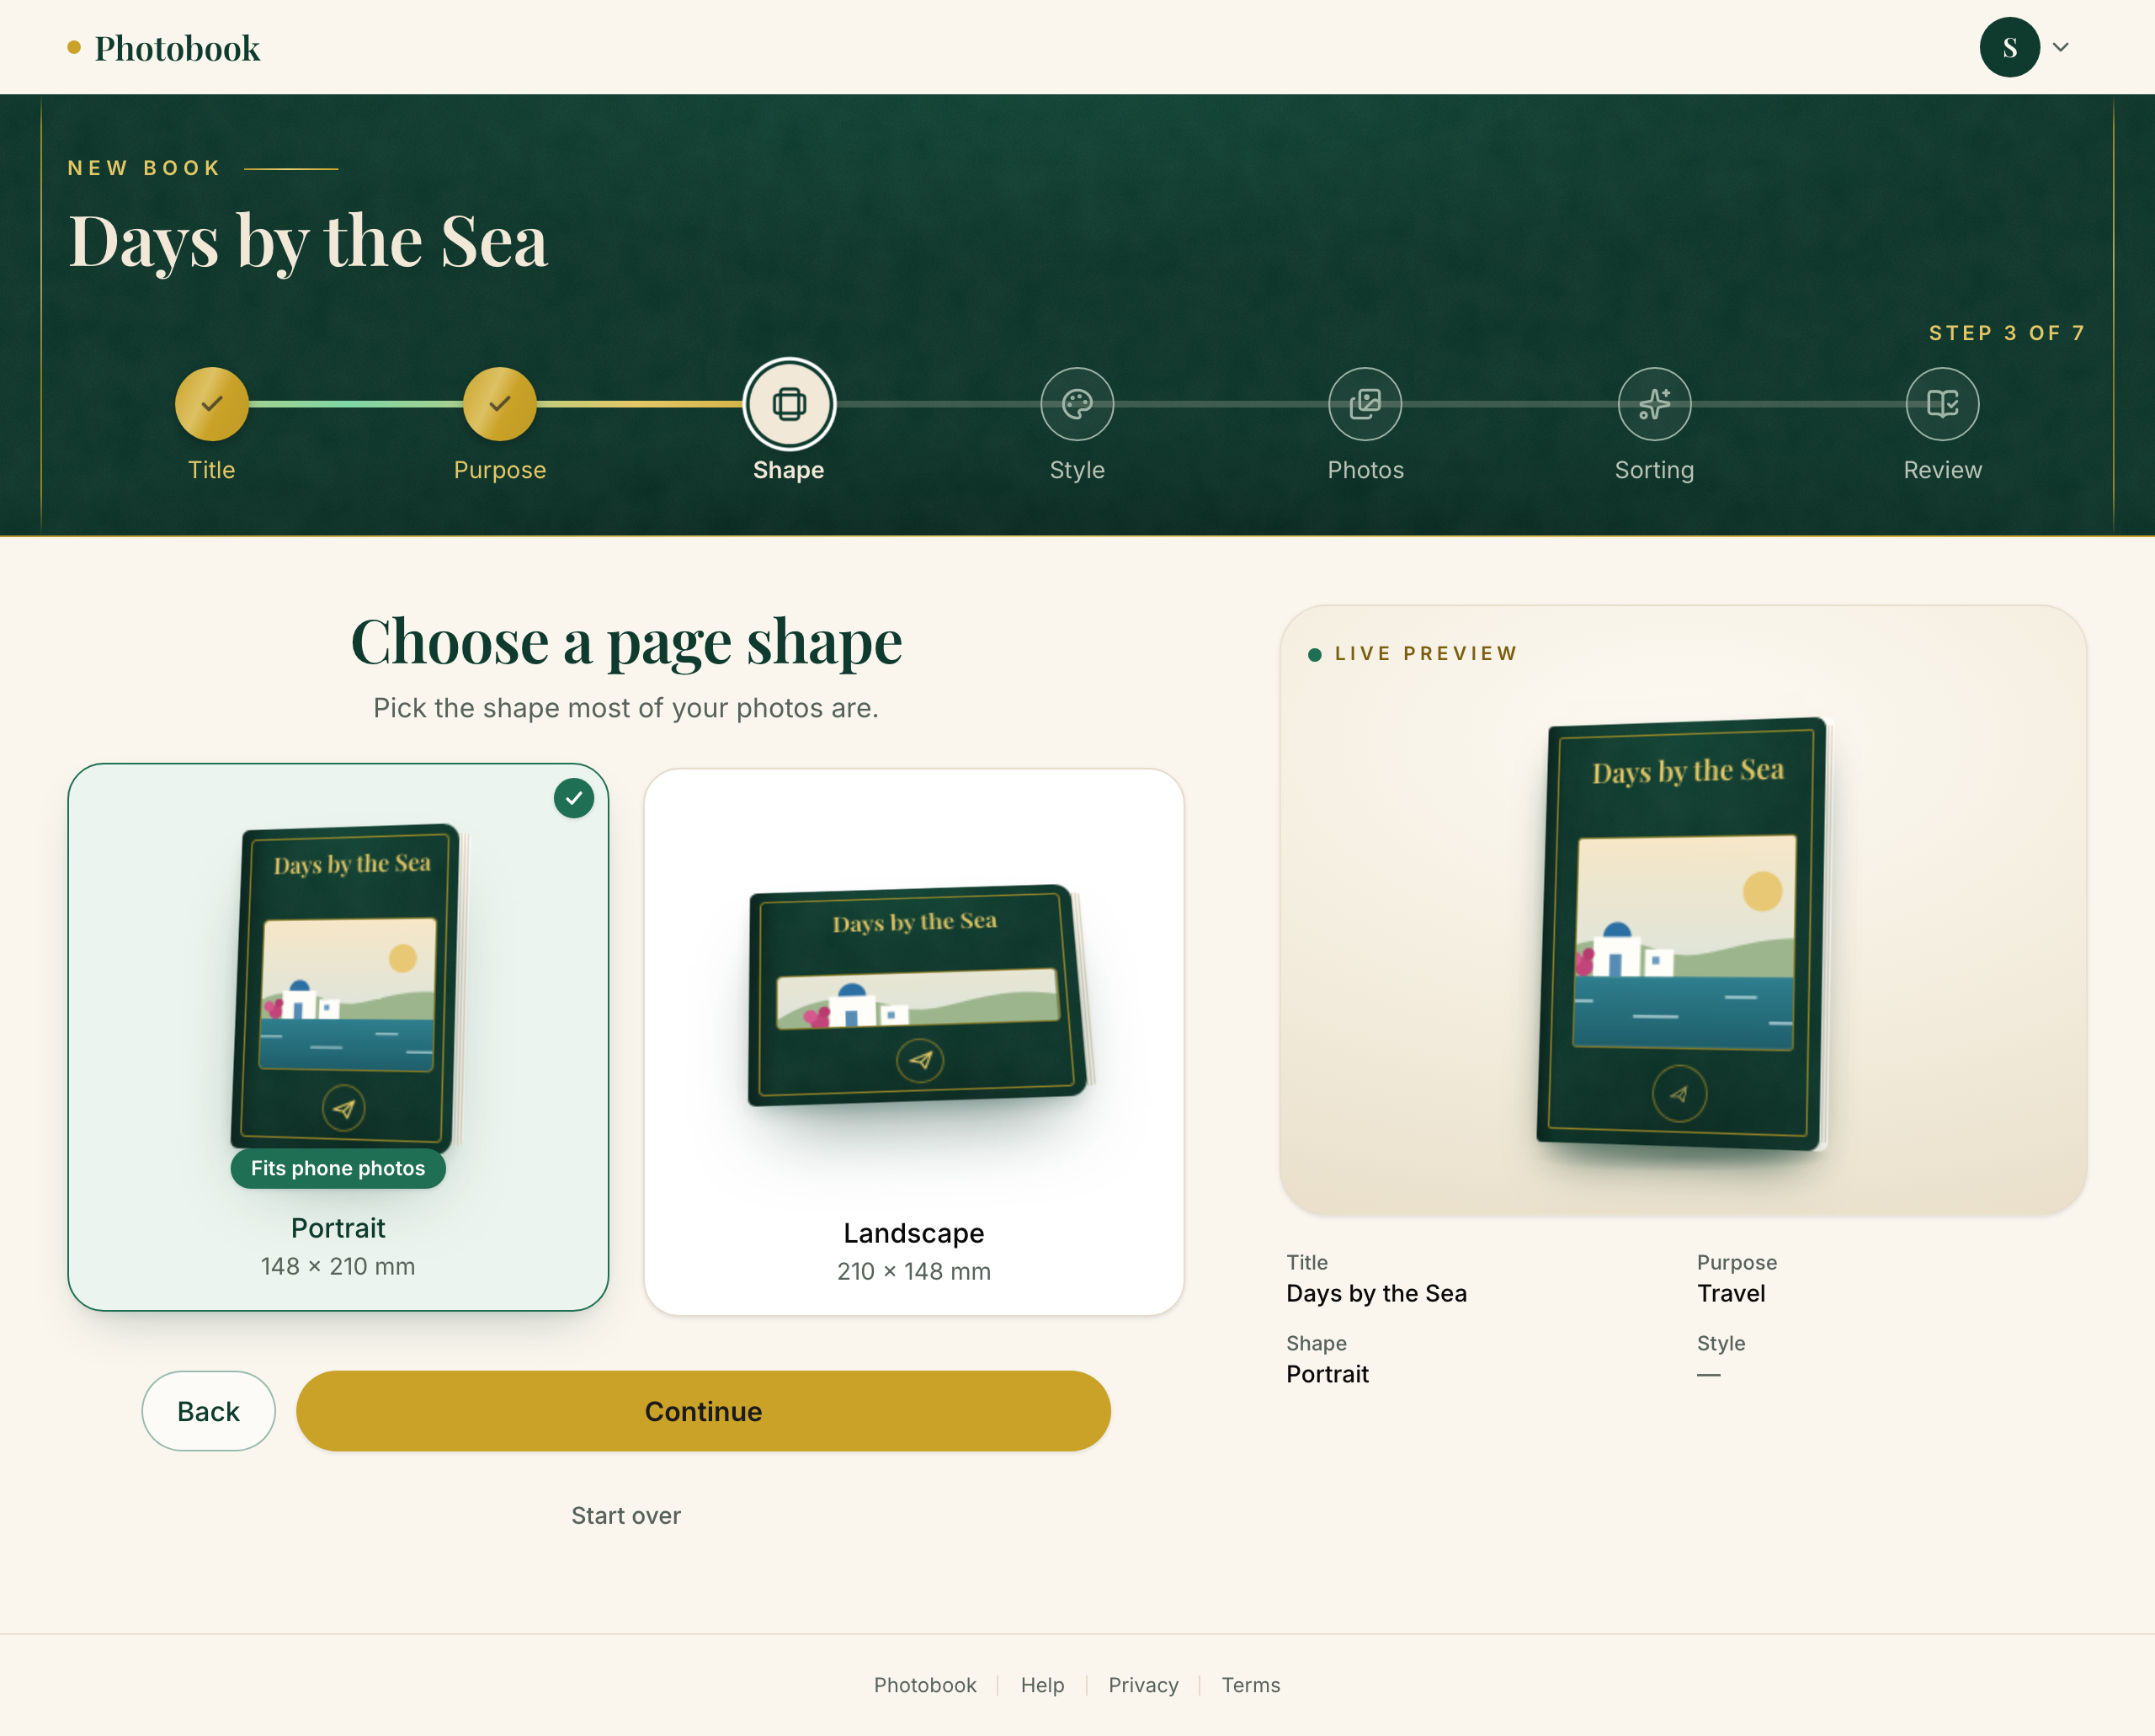 Photobook
S
NEW BOOK
Days by the Sea
STEP 3 OF 7
Title
Purpose
Shape
Style
Photos
Sorting
Review
Choose a page shape
Pick the shape most of your photos are.
Days by the Sea
Fits phone photos
Portrait
148 × 210 mm
Days by the Sea
Landscape
210 × 148 mm
Back
Continue
Start over
LIVE PREVIEW
Days by the Sea
Title
Days by the Sea
Purpose
Travel
Shape
Portrait
Style
—
Photobook | Help | Privacy | Terms